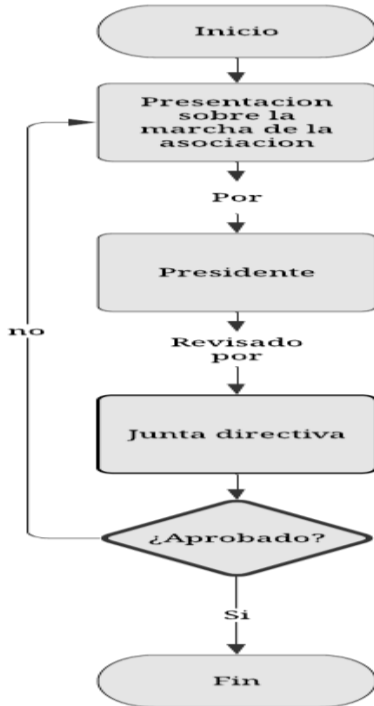 Inicio
Presentacion
sobre la
marcha de la
asociacion
Por
Presidente
no
Revisado
por
Junta directiva
¿Aprobado?
Si
Fin